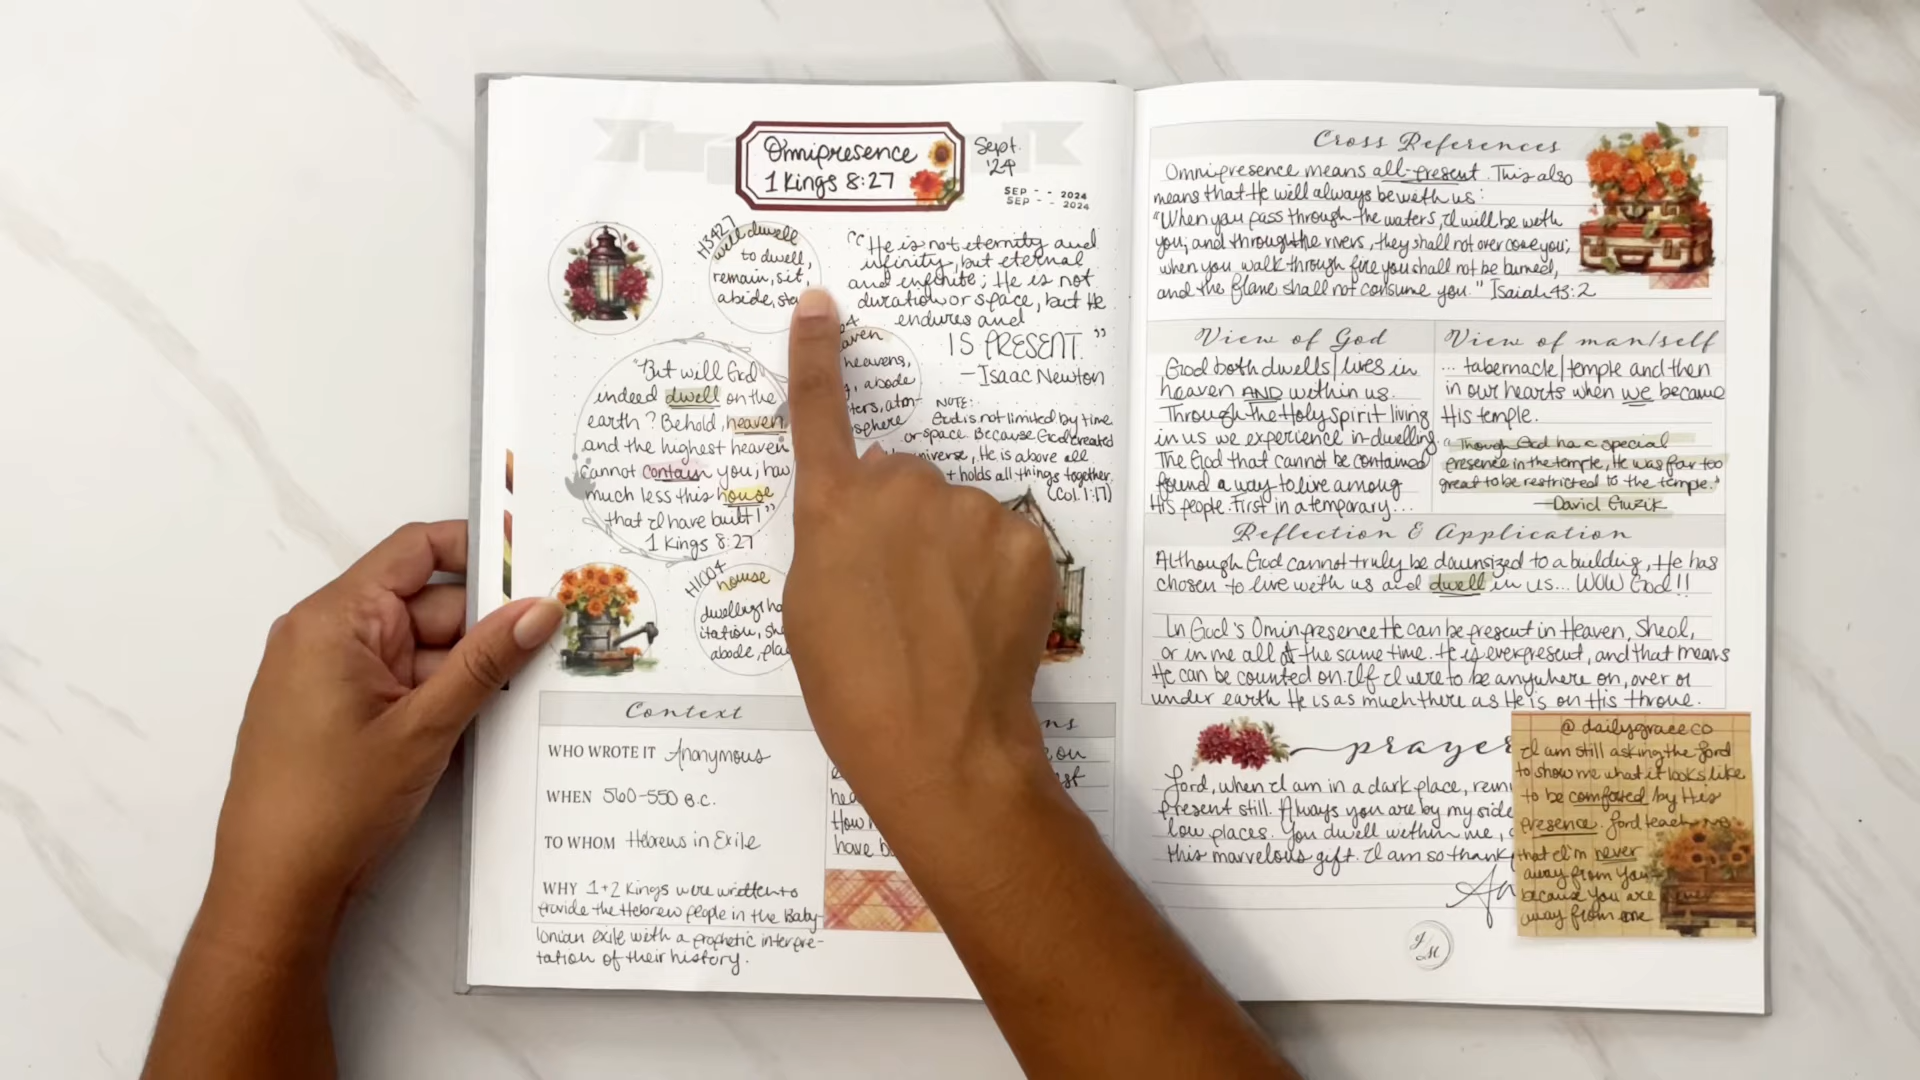 Omnipresence
1 Kings 8:27
Sept.
'24
SEP - - 2024
SEP - - 2024
H3427
will dwell
to dwell,
remain, sit,
abide,
"He is not eternity and
infinity, but eternal
and infinite; He is not
duration or space, but He
endures and
IS PRESENT."
—Isaac Newton
heavens,
abode
sphere
NOTE:
God is not limited by time
or space. Because God created
universe, He is above all
+ holds all things together.
(Col. 1:17)
"But will God
indeed dwell on the
earth? Behold, heaven
and the highest heaven
cannot contain you; how
much less this house
that I have built!"
1 Kings 8:27
H1004
house
abode,
Context
WHO WROTE IT Anonymous
WHEN 560-550 B.C.
TO WHOM Hebrews in Exile
WHY 1+2 Kings were written to
provide the Hebrew people in the Baby-
lonian exile with a prophetic interpre-
tation of their history.
Cross References
Omnipresence means all-present. This also
means that He will always be with us:
"When you pass through the waters, I will be with
you; and through the rivers, they shall not overcome you;
when you walk through fire you shall not be burned,
and the flame shall not consume you." Isaiah 43:2
View of God
God both dwells/lives in
heaven AND within us.
Through the Holy Spirit living
in us we experience in-dwelling.
The God that cannot be contained
found a way to live among
His people. First in a temporary...
View of man/self
... tabernacle/temple and then
in our hearts when we became
His temple.
"Though God has a special
presence in the temple, He was far too
great to be restricted to the temple."
—David Guzik
Reflection & Application
Although God cannot truly be downsized to a building, He has
chosen to live with us and dwell in us... WOW God!!
In God's Ominpresence He can be present in Heaven, Sheol,
or in me all at the same time. He is everpresent, and that means
He can be counted on. If I were to be anywhere on, over or
under earth He is as much there as He is on His throne.
prayer
Lord, when I am in a dark place,
present still. Always you are by my side
low places. You dwell within me,
this marvelous gift. I am so
@dailygraceco
I am still asking the Lord
to show me what it looks like
to be comforted by His
presence. Lord teach me
that I'm never
away from You
because you are never
away from me
JM